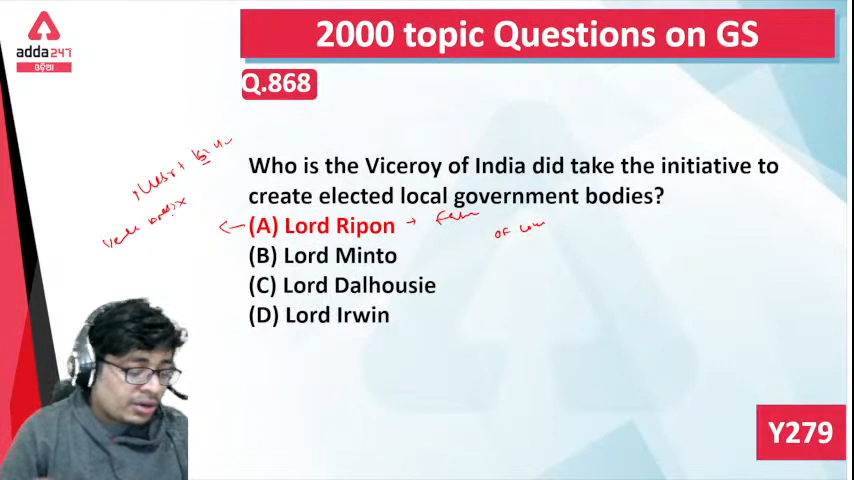 2000 topic Questions on GS
adda247
ଓଡ଼ିଆ
Q.868
Who is the Viceroy of India did take the initiative to
create elected local government bodies?
(A) Lord Ripon
(B) Lord Minto
(C) Lord Dalhousie
(D) Lord Irwin
of
Y279